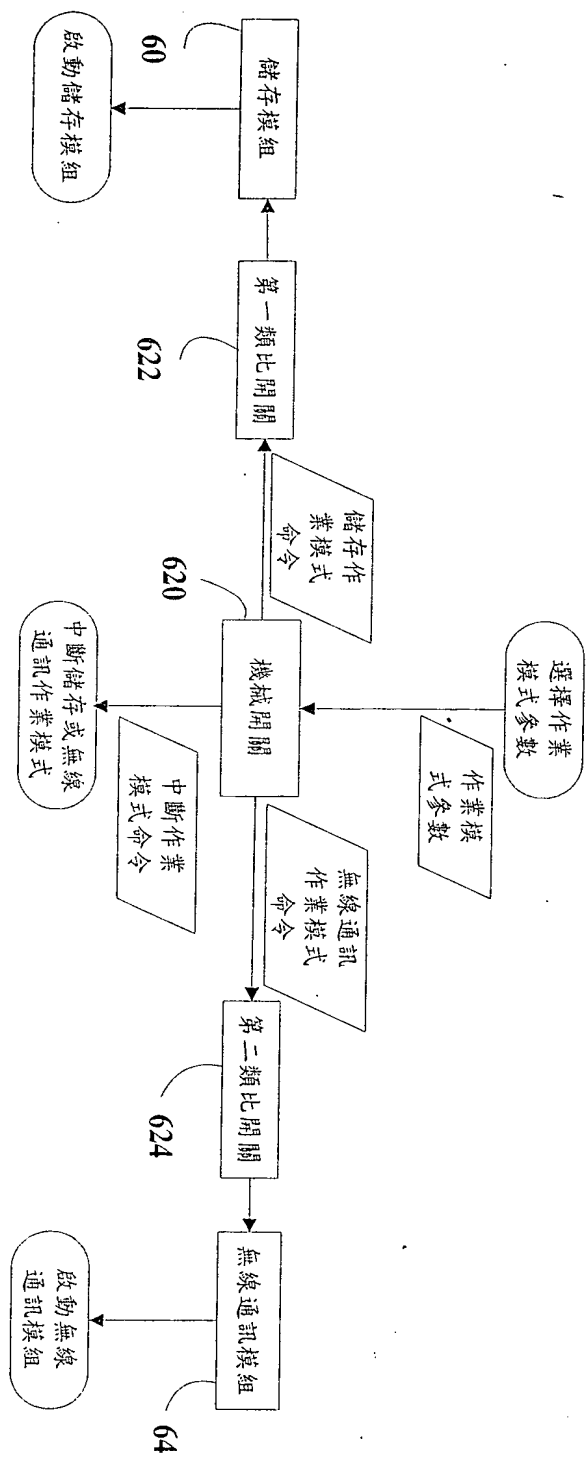 選擇作業
模式參數
作業模
式參數
儲存作
業模式
命令
無線通訊
作業模式
命令
儲存模組
第一類比開關
機械開關
第二類比開關
無線通訊模組
60
622
620
624
64
中斷作業
模式命令
啟動儲存模組
中斷儲存或無線
通訊作業模式
啟動無線
通訊模組